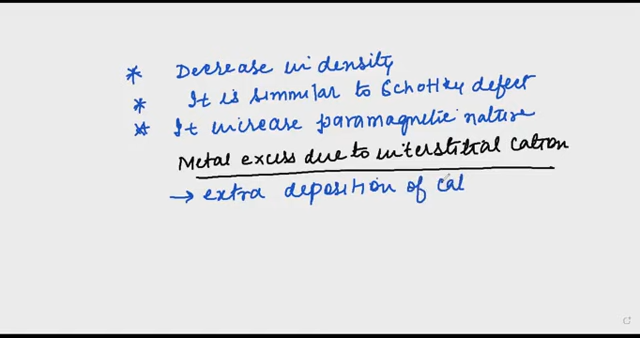 * Decrease in density
* It is simmular to Schottky defect
* It increase paramagnetic nature
Metal excess due to interstitial cation
→ extra deposition of cat